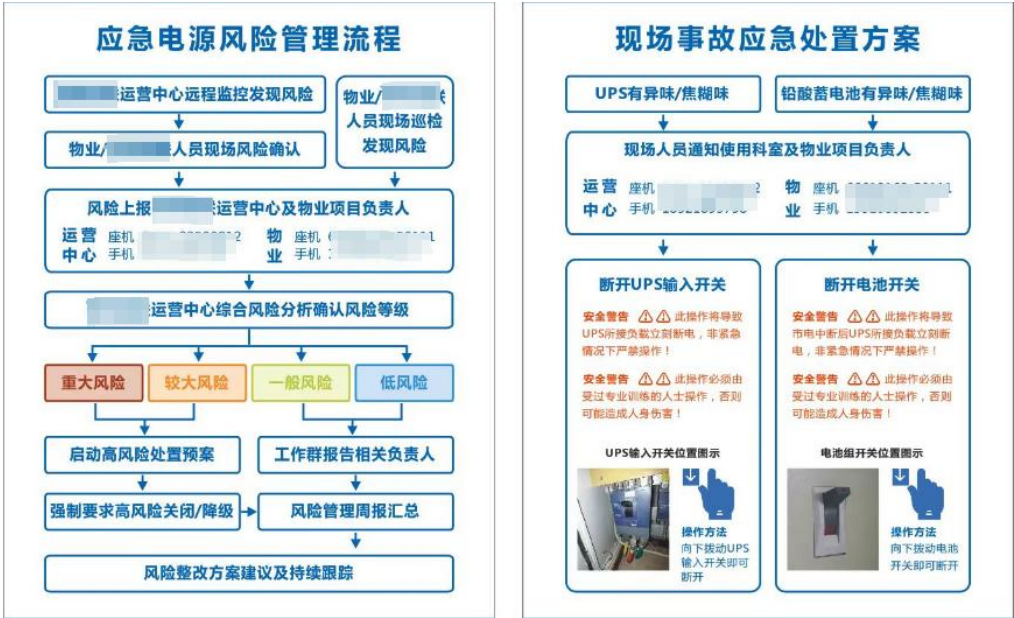 应急电源风险管理流程
运营中心远程监控发现风险
物业/
人员现场巡检
发现风险
物业/
人员现场风险确认
风险上报
运营中心及物业项目负责人
运营
中心
座机
手机
物
业
座机
手机
运营中心综合风险分析确认风险等级
重大风险
较大风险
一般风险
低风险
启动高风险处置预案
工作群报告相关负责人
强制要求高风险关闭/降级
风险管理周报汇总
风险整改方案建议及持续跟踪
现场事故应急处置方案
UPS有异味/焦糊味
铅酸蓄电池有异味/焦糊味
现场人员通知使用科室及物业项目负责人
运营
中心
座机
手机
物
业
座机
手机
断开UPS输入开关
安全警告 此操作将导致
UPS所接负载立刻断电，非紧急
情况下严禁操作！
安全警告 此操作必须由
受过专业训练的人士操作，否则
可能造成人身伤害！
UPS输入开关位置图示
操作方法
向下拨动UPS
输入开关即可
断开
断开电池开关
安全警告 此操作将导致
市电中断后UPS所接负载立刻断
电，非紧急情况下严禁操作！
安全警告 此操作必须由
受过专业训练的人士操作，否则
可能造成人身伤害！
电池组开关位置图示
操作方法
向下拨动电池
开关即可断开